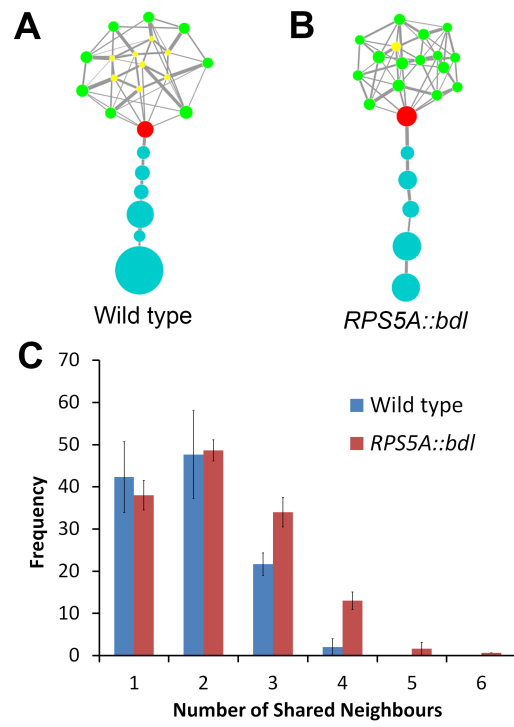 A
B
Wild type
RPS5A::bdl
C
70
60
50
40
30
20
10
0
Frequency
Wild type
RPS5A::bdl
1 2 3 4 5 6
Number of Shared Neighbours